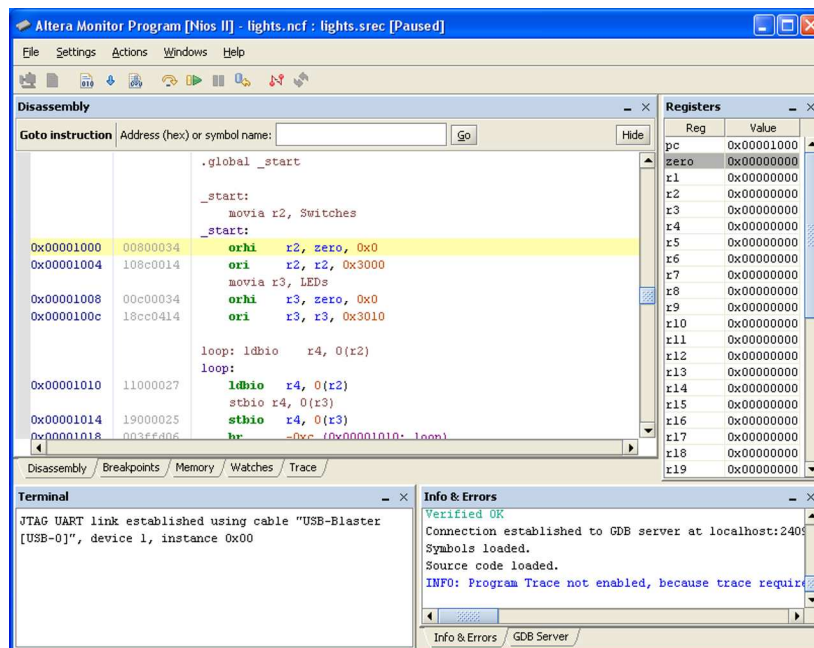 Altera Monitor Program [Nios II] - lights.ncf : lights.srec [Paused]
File Settings Actions Windows Help
Disassembly
Goto instruction Address (hex) or symbol name: Go Hide
.global _start
_start:
movia r2, Switches
_start:
0x00001000 00800034 orhi r2, zero, 0x0
0x00001004 108c0014 ori r2, r2, 0x3000
movia r3, LEDs
0x00001008 00c00034 orhi r3, zero, 0x0
0x0000100c 18cc0414 ori r3, r3, 0x3010
loop: ldbio r4, 0(r2)
loop:
0x00001010 11000027 ldbio r4, 0(r2)
stbio r4, 0(r3)
0x00001014 19000025 stbio r4, 0(r3)
0x00001018 003ffd06 br -0xc (0x00001010: loop)
Disassembly Breakpoints Memory Watches Trace
Registers
Reg Value
pc 0x00001000
zero 0x00000000
r1 0x00000000
r2 0x00000000
r3 0x00000000
r4 0x00000000
r5 0x00000000
r6 0x00000000
r7 0x00000000
r8 0x00000000
r9 0x00000000
r10 0x00000000
r11 0x00000000
r12 0x00000000
r13 0x00000000
r14 0x00000000
r15 0x00000000
r16 0x00000000
r17 0x00000000
r18 0x00000000
r19 0x00000000
Terminal
JTAG UART link established using cable "USB-Blaster
[USB-0]", device 1, instance 0x00
Info & Errors
Verified OK
Connection established to GDB server at localhost:2409
Symbols loaded.
Source code loaded.
INFO: Program Trace not enabled, because trace require
Info & Errors GDB Server